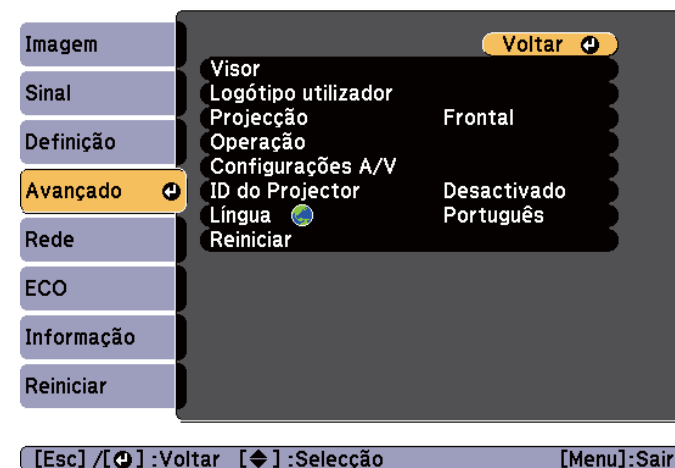 Imagem
Sinal
Definição
Avançado
Rede
ECO
Informação
Reiniciar
Voltar
Visor
Logótipo utilizador
Projecção Frontal
Operação
Configurações A/V
ID do Projector Desactivado
Língua Português
Reiniciar
[Esc] /[ ] :Voltar [ ] :Selecção [Menu]:Sair